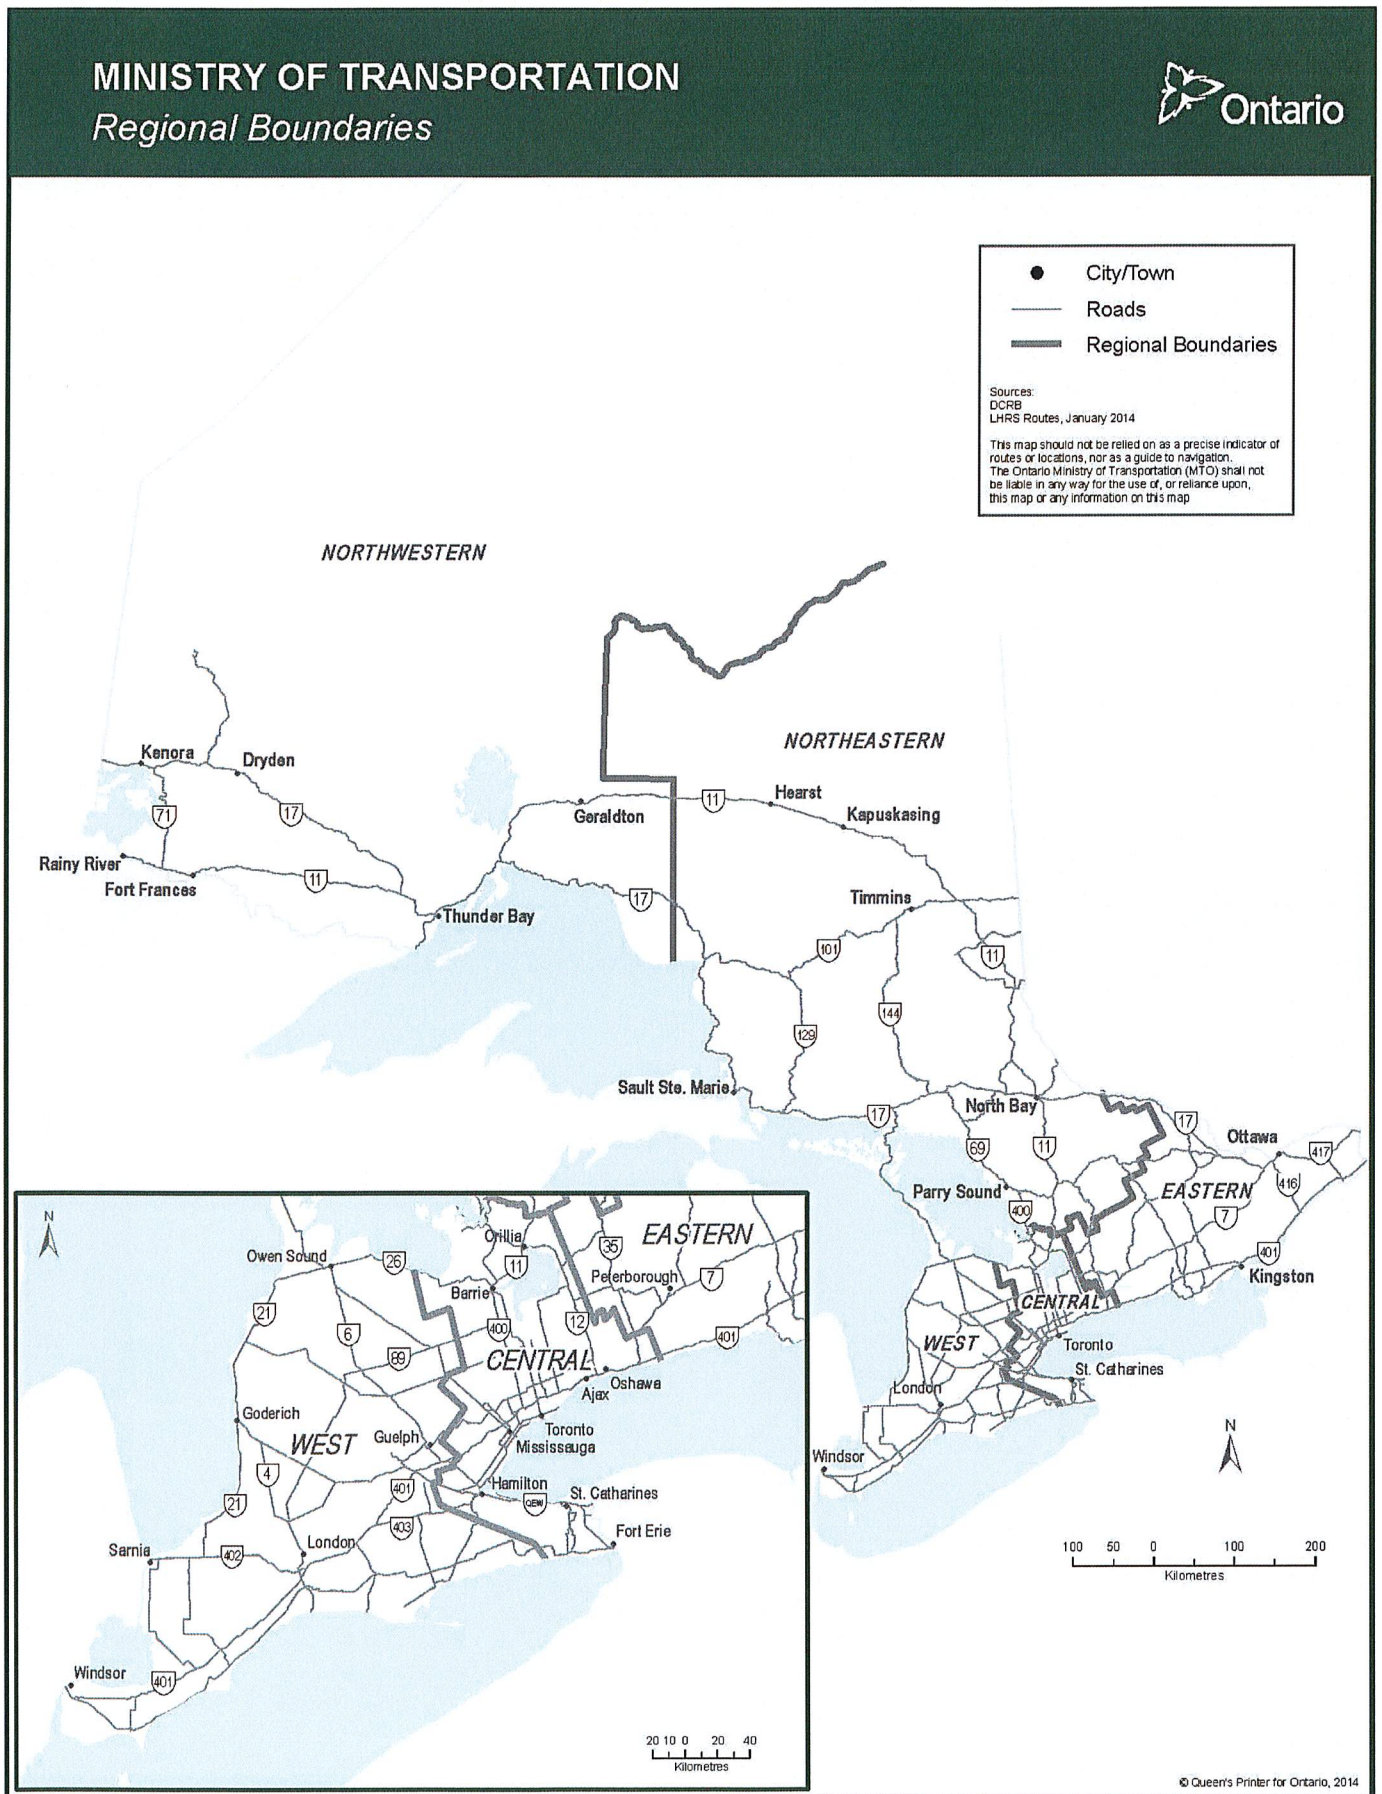 MINISTRY OF TRANSPORTATION
Regional Boundaries
Ontario
City/Town
Roads
Regional Boundaries
Sources:
DCRB
LHRS Routes, January 2014
This map should not be relied on as a precise indicator of
routes or locations, nor as a guide to navigation.
The Ontario Ministry of Transportation (MTO) shall not
be liable in any way for the use of, or reliance upon,
this map or any information on this map
NORTHWESTERN
NORTHEASTERN
Kenora
Dryden
71
17
Geraldton
11
Hearst
Kapuskasing
Rainy River
Fort Frances
11
17
Thunder Bay
Timmins
101
11
144
129
Sault Ste. Marie
17
North Bay
17
69
11
Ottawa
417
Parry Sound
400
EASTERN
416
7
401
Kingston
CENTRAL
WEST
Toronto
St. Catharines
London
Windsor
N
100 50 0 100 200
Kilometres
N
Orillia
EASTERN
Owen Sound
26
11
35
Peterborough
7
Barrie
21
6
400
12
401
89
CENTRAL
Oshawa
Ajax
Goderich
WEST
Guelph
Toronto
Mississauga
4
401
Hamilton
QEW
St. Catharines
21
403
Fort Erie
Sarnia
402
London
Windsor
401
20 10 0 20 40
Kilometres
© Queen's Printer for Ontario, 2014